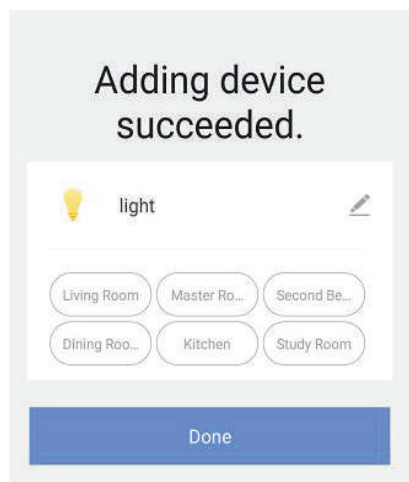 Adding device
succeeded.
light
Living Room Master Ro... Second Be...
Dining Roo... Kitchen Study Room
Done